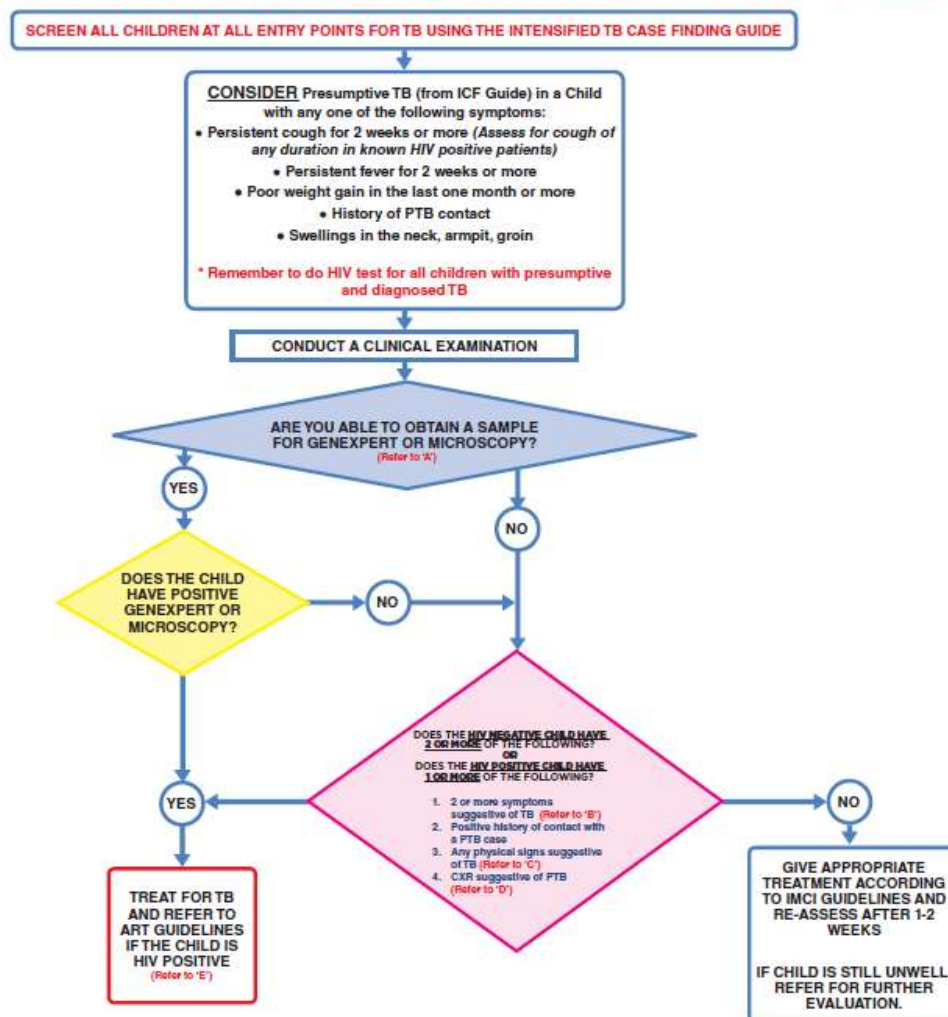 SCREEN ALL CHILDREN AT ALL ENTRY POINTS FOR TB USING THE INTENSIFIED TB CASE FINDING GUIDE
CONSIDER Presumptive TB (from ICF Guide) in a Child
with any one of the following symptoms:
● Persistent cough for 2 weeks or more (Assess for cough of
any duration in known HIV positive patients)
● Persistent fever for 2 weeks or more
● Poor weight gain in the last one month or more
● History of PTB contact
● Swellings in the neck, armpit, groin
* Remember to do HIV test for all children with presumptive
and diagnosed TB
CONDUCT A CLINICAL EXAMINATION
ARE YOU ABLE TO OBTAIN A SAMPLE
FOR GENEXPERT OR MICROSCOPY?
(Refer to 'A')
YES
NO
DOES THE CHILD
HAVE POSITIVE
GENEXPERT OR
MICROSCOPY?
NO
DOES THE HIV NEGATIVE CHILD HAVE
2 OR MORE OF THE FOLLOWING?
OR
DOES THE HIV POSITIVE CHILD HAVE
1 OR MORE OF THE FOLLOWING?
1. 2 or more symptoms
suggestive of TB (Refer to 'B')
2. Positive history of contact with
a PTB case
3. Any physical signs suggestive
of TB (Refer to 'C')
4. CXR suggestive of PTB
(Refer to 'D')
YES
NO
TREAT FOR TB
AND REFER TO
ART GUIDELINES
IF THE CHILD IS
HIV POSITIVE
(Refer to 'E')
GIVE APPROPRIATE
TREATMENT ACCORDING
TO IMCI GUIDELINES AND
RE-ASSESS AFTER 1-2
WEEKS
IF CHILD IS STILL UNWELL
REFER FOR FURTHER
EVALUATION.